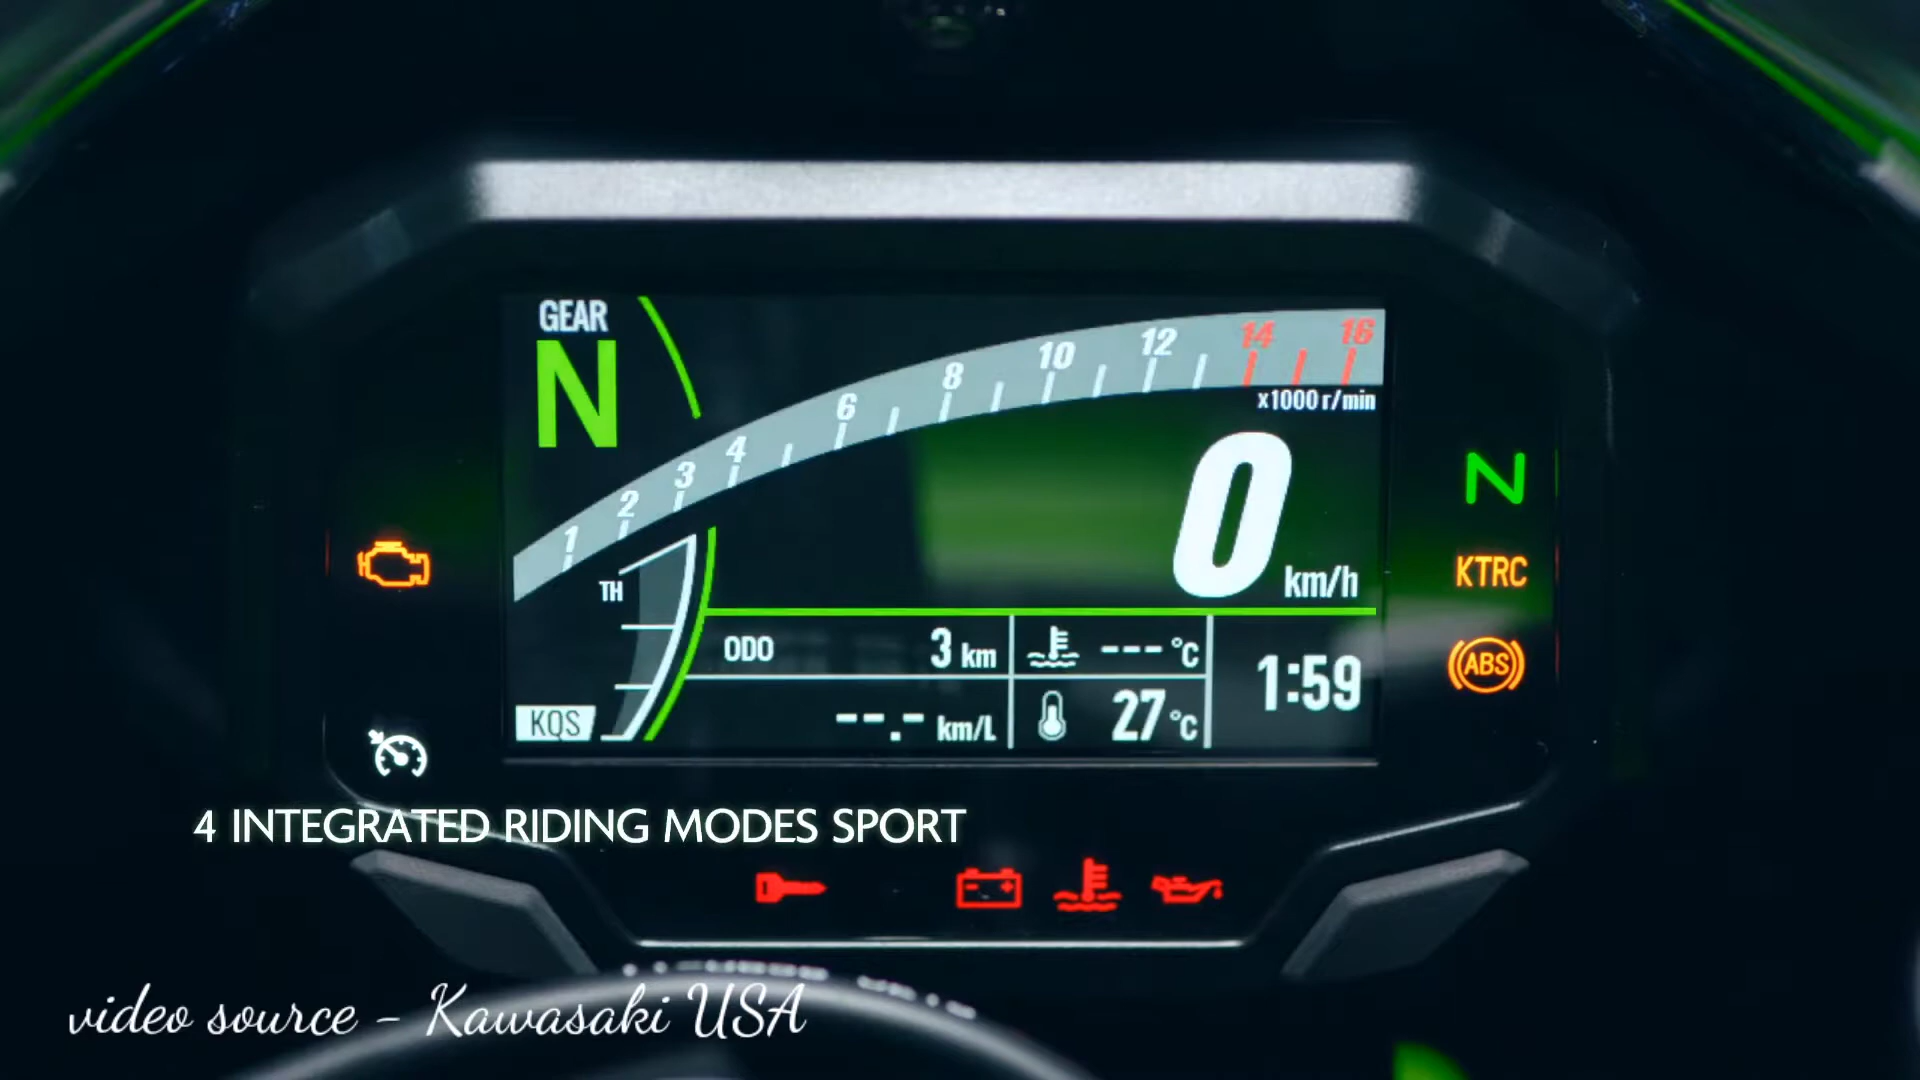 GEAR
N
1 2 3 4 6 8 10 12 14 16
x1000 r/min
0 km/h
N
KTRC
TH
ODO 3 km
---°C
1:59
ABS
KQS
--.- km/L
27°C
4 INTEGRATED RIDING MODES SPORT
video source - Kawasaki USA